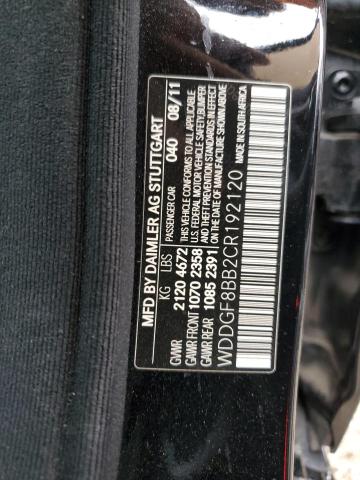 MFD BY DAIMLER AG STUTTGART
KG LBS PASSENGER CAR 040 08/11
GVWR 2120 4672 THIS VEHICLE CONFORMS TO ALL APPLICABLE
GAWR FRONT 1070 2358 U.S. FEDERAL MOTOR VEHICLE SAFETY, BUMPER
GAWR REAR 1085 2391 AND THEFT PREVENTION STANDARDS IN EFFECT
ON THE DATE OF MANUFACTURE SHOWN ABOVE.
WDDGF8BB2CR192120 MADE IN SOUTH AFRICA